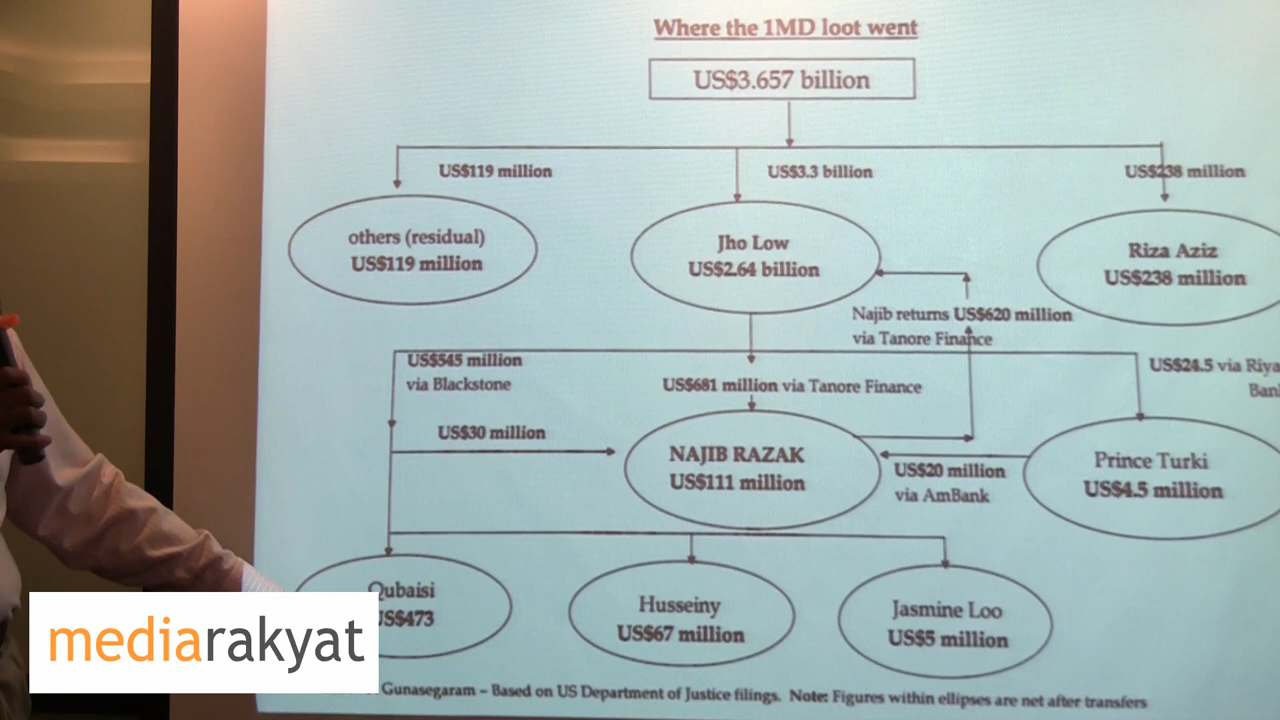 Where the 1MD loot went
US$3.657 billion
US$119 million
US$3.3 billion
US$238 million
others (residual)
US$119 million
Jho Low
US$2.64 billion
Riza Aziz
US$238 million
Najib returns US$620 million
via Tanore Finance
US$545 million
via Blackstone
US$681 million via Tanore Finance
US$24.5 via
US$30 million
NAJIB RAZAK
US$111 million
US$20 million
via AmBank
Prince Turki
US$4.5 million
Qubaisi
US$473
Husseiny
US$67 million
Jasmine Loo
US$5 million
mediarakyat
Gunasegaram – Based on US Department of Justice filings. Note: Figures within ellipses are net after transfers